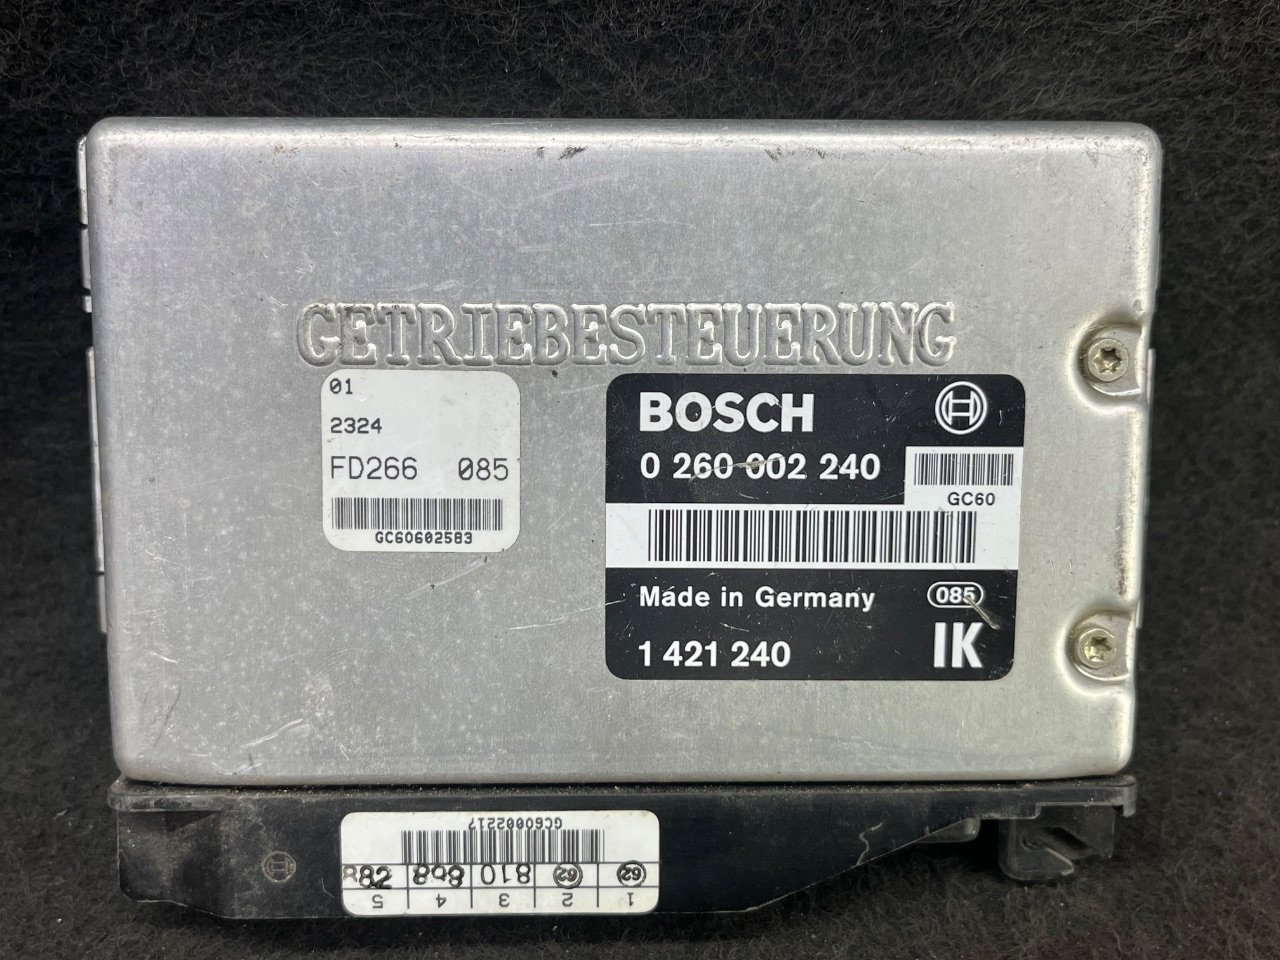 GETRIEBESTEUERUNG
01
2324
FD266 085
GC60602583
BOSCH
0 260 002 240
GC60
Made in Germany
085
1 421 240
IK
GC60002217
62 62 810 808 882
1 2 3 4 5